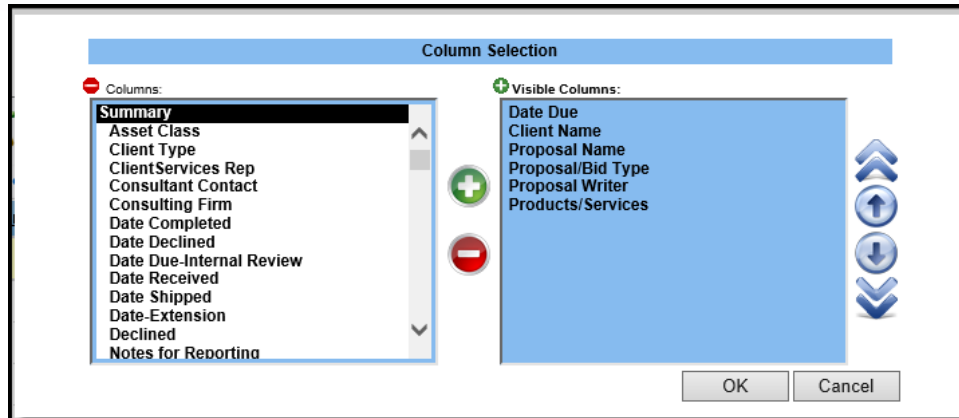 Column Selection
Columns:
Summary
Asset Class
Client Type
ClientServices Rep
Consultant Contact
Consulting Firm
Date Completed
Date Declined
Date Due-Internal Review
Date Received
Date Shipped
Date-Extension
Declined
Notes for Reporting
Visible Columns:
Date Due
Client Name
Proposal Name
Proposal/Bid Type
Proposal Writer
Products/Services
OK
Cancel